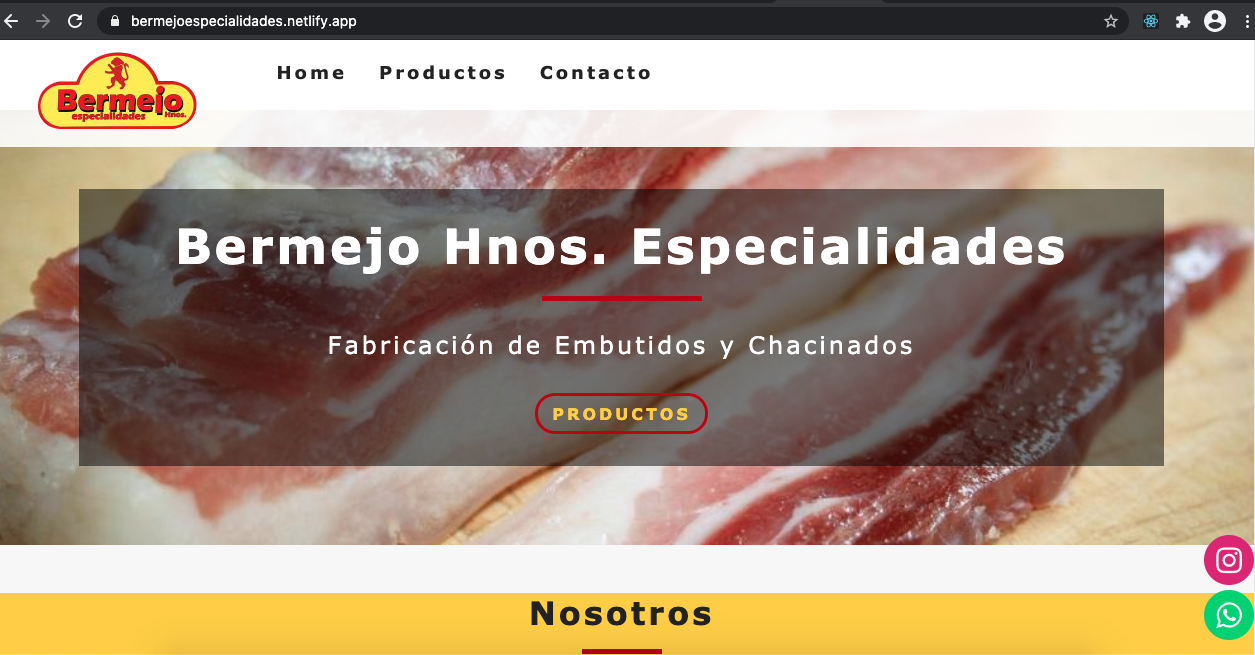 bermejoespecialidades.netlify.app
Bermejo
especialidades Hnos.
Home Productos Contacto
Bermejo Hnos. Especialidades
Fabricación de Embutidos y Chacinados
PRODUCTOS
Nosotros